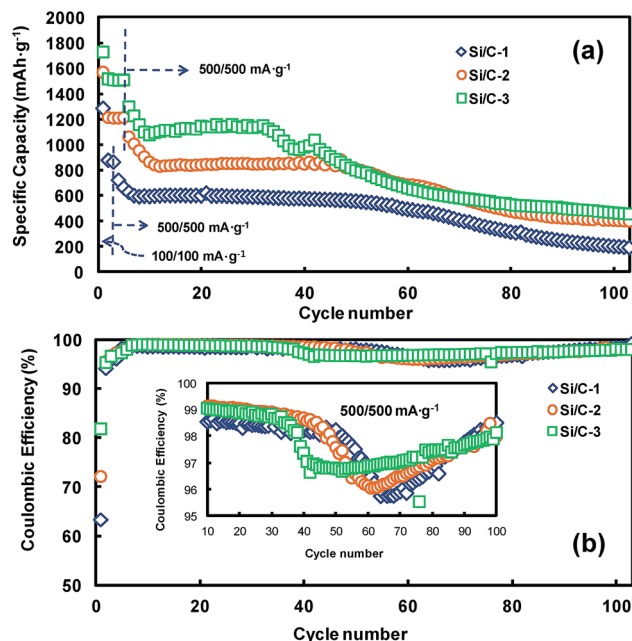 2000
1800
1600
1400
1200
1000
800
600
400
200
0
Specific Capacity (mAh·g⁻¹)
500/500 mA·g⁻¹
Si/C-1
Si/C-2
Si/C-3
(a)
500/500 mA·g⁻¹
100/100 mA·g⁻¹
0 20 40 60 80 100
Cycle number
100
90
80
70
60
50
Coulombic Efficiency (%)
Si/C-1
Si/C-2
Si/C-3
100
99
98
97
96
95
Coulombic Efficiency (%)
500/500 mA·g⁻¹
10 20 30 40 50 60 70 80 90 100
Cycle number
(b)
0 20 40 60 80 100
Cycle number